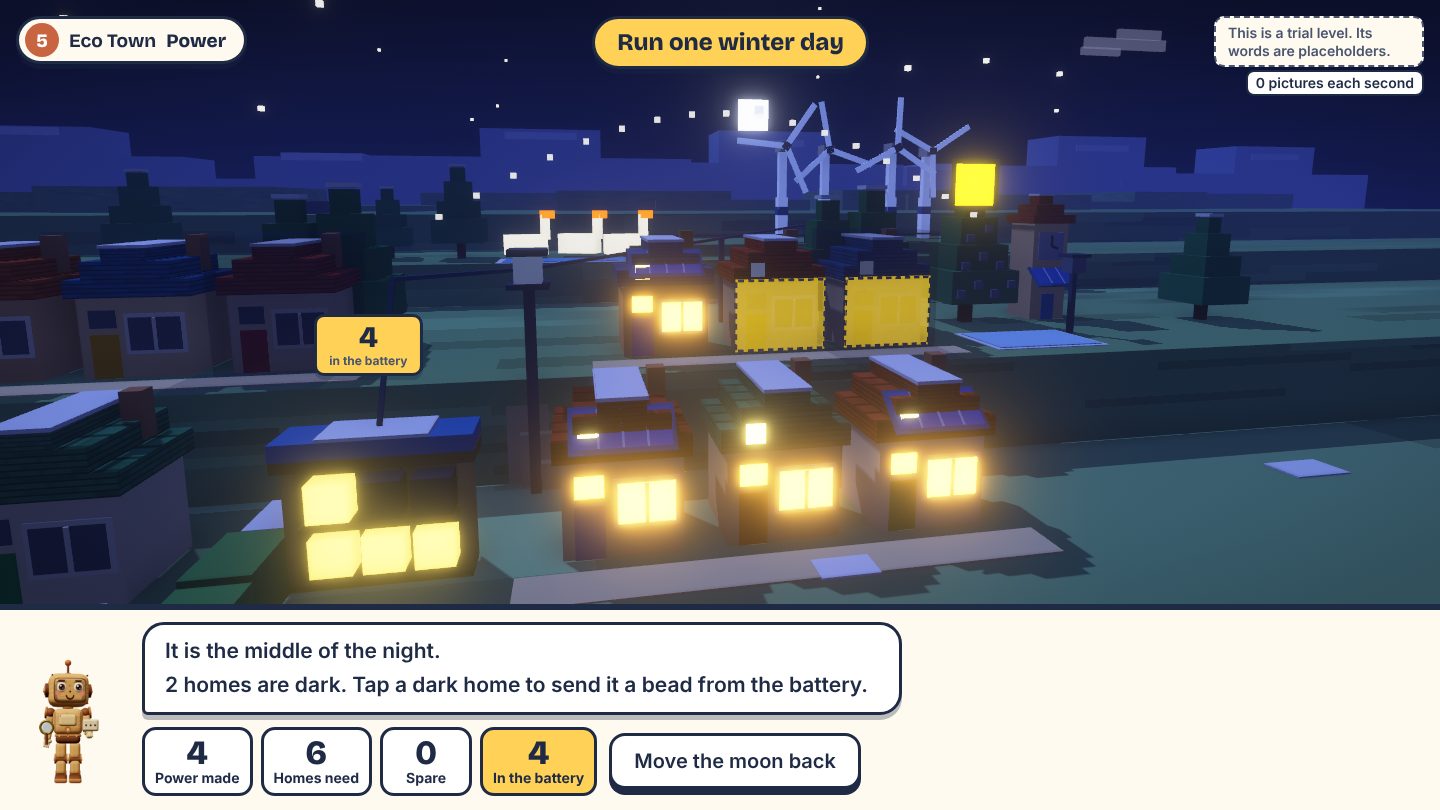 5 Eco Town Power
Run one winter day
This is a trial level. Its
words are placeholders.
0 pictures each second
4
in the battery
It is the middle of the night.
2 homes are dark. Tap a dark home to send it a bead from the battery.
4
Power made
6
Homes need
0
Spare
4
In the battery
Move the moon back